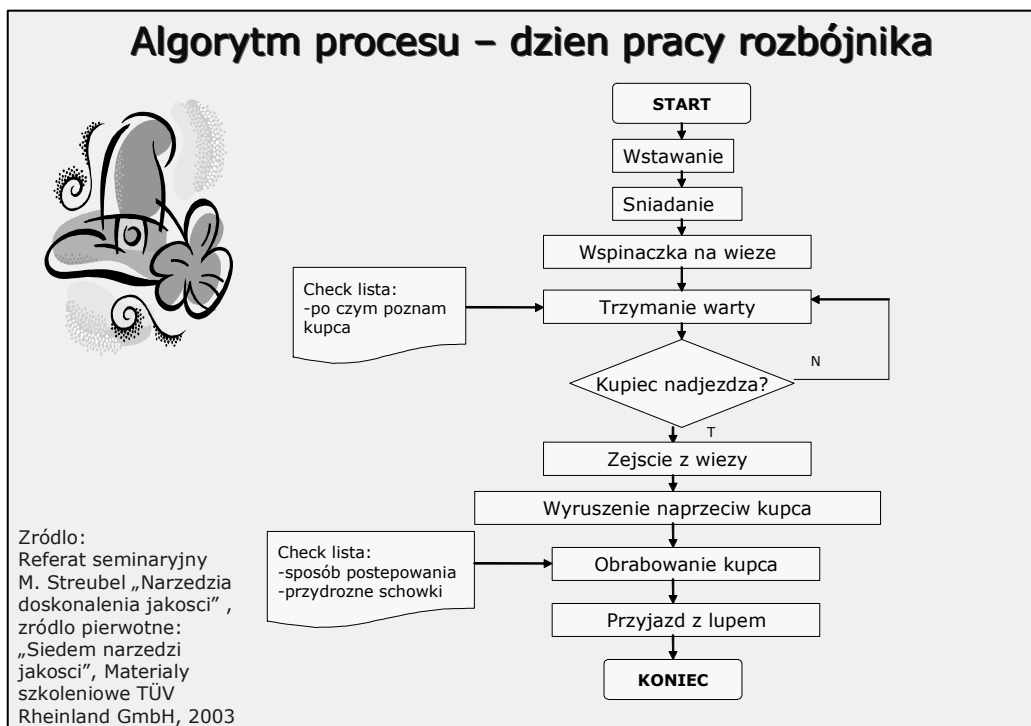 Algorytm procesu – dzien pracy rozbójnika
START
Wstawanie
Sniadanie
Wspinaczka na wieze
Check lista:
-po czym poznam
kupca
Trzymanie warty
Kupiec nadjezdza?
N
T
Zejscie z wiezy
Wyruszenie naprzeciw kupca
Check lista:
-sposób postepowania
-przydrozne schowki
Obrabowanie kupca
Przyjazd z lupem
KONIEC
Zródlo:
Referat seminaryjny
M. Streubel „Narzedzia
doskonalenia jakosci” ,
zródlo pierwotne:
„Siedem narzedzi
jakosci”, Materialy
szkoleniowe TÜV
Rheinland GmbH, 2003